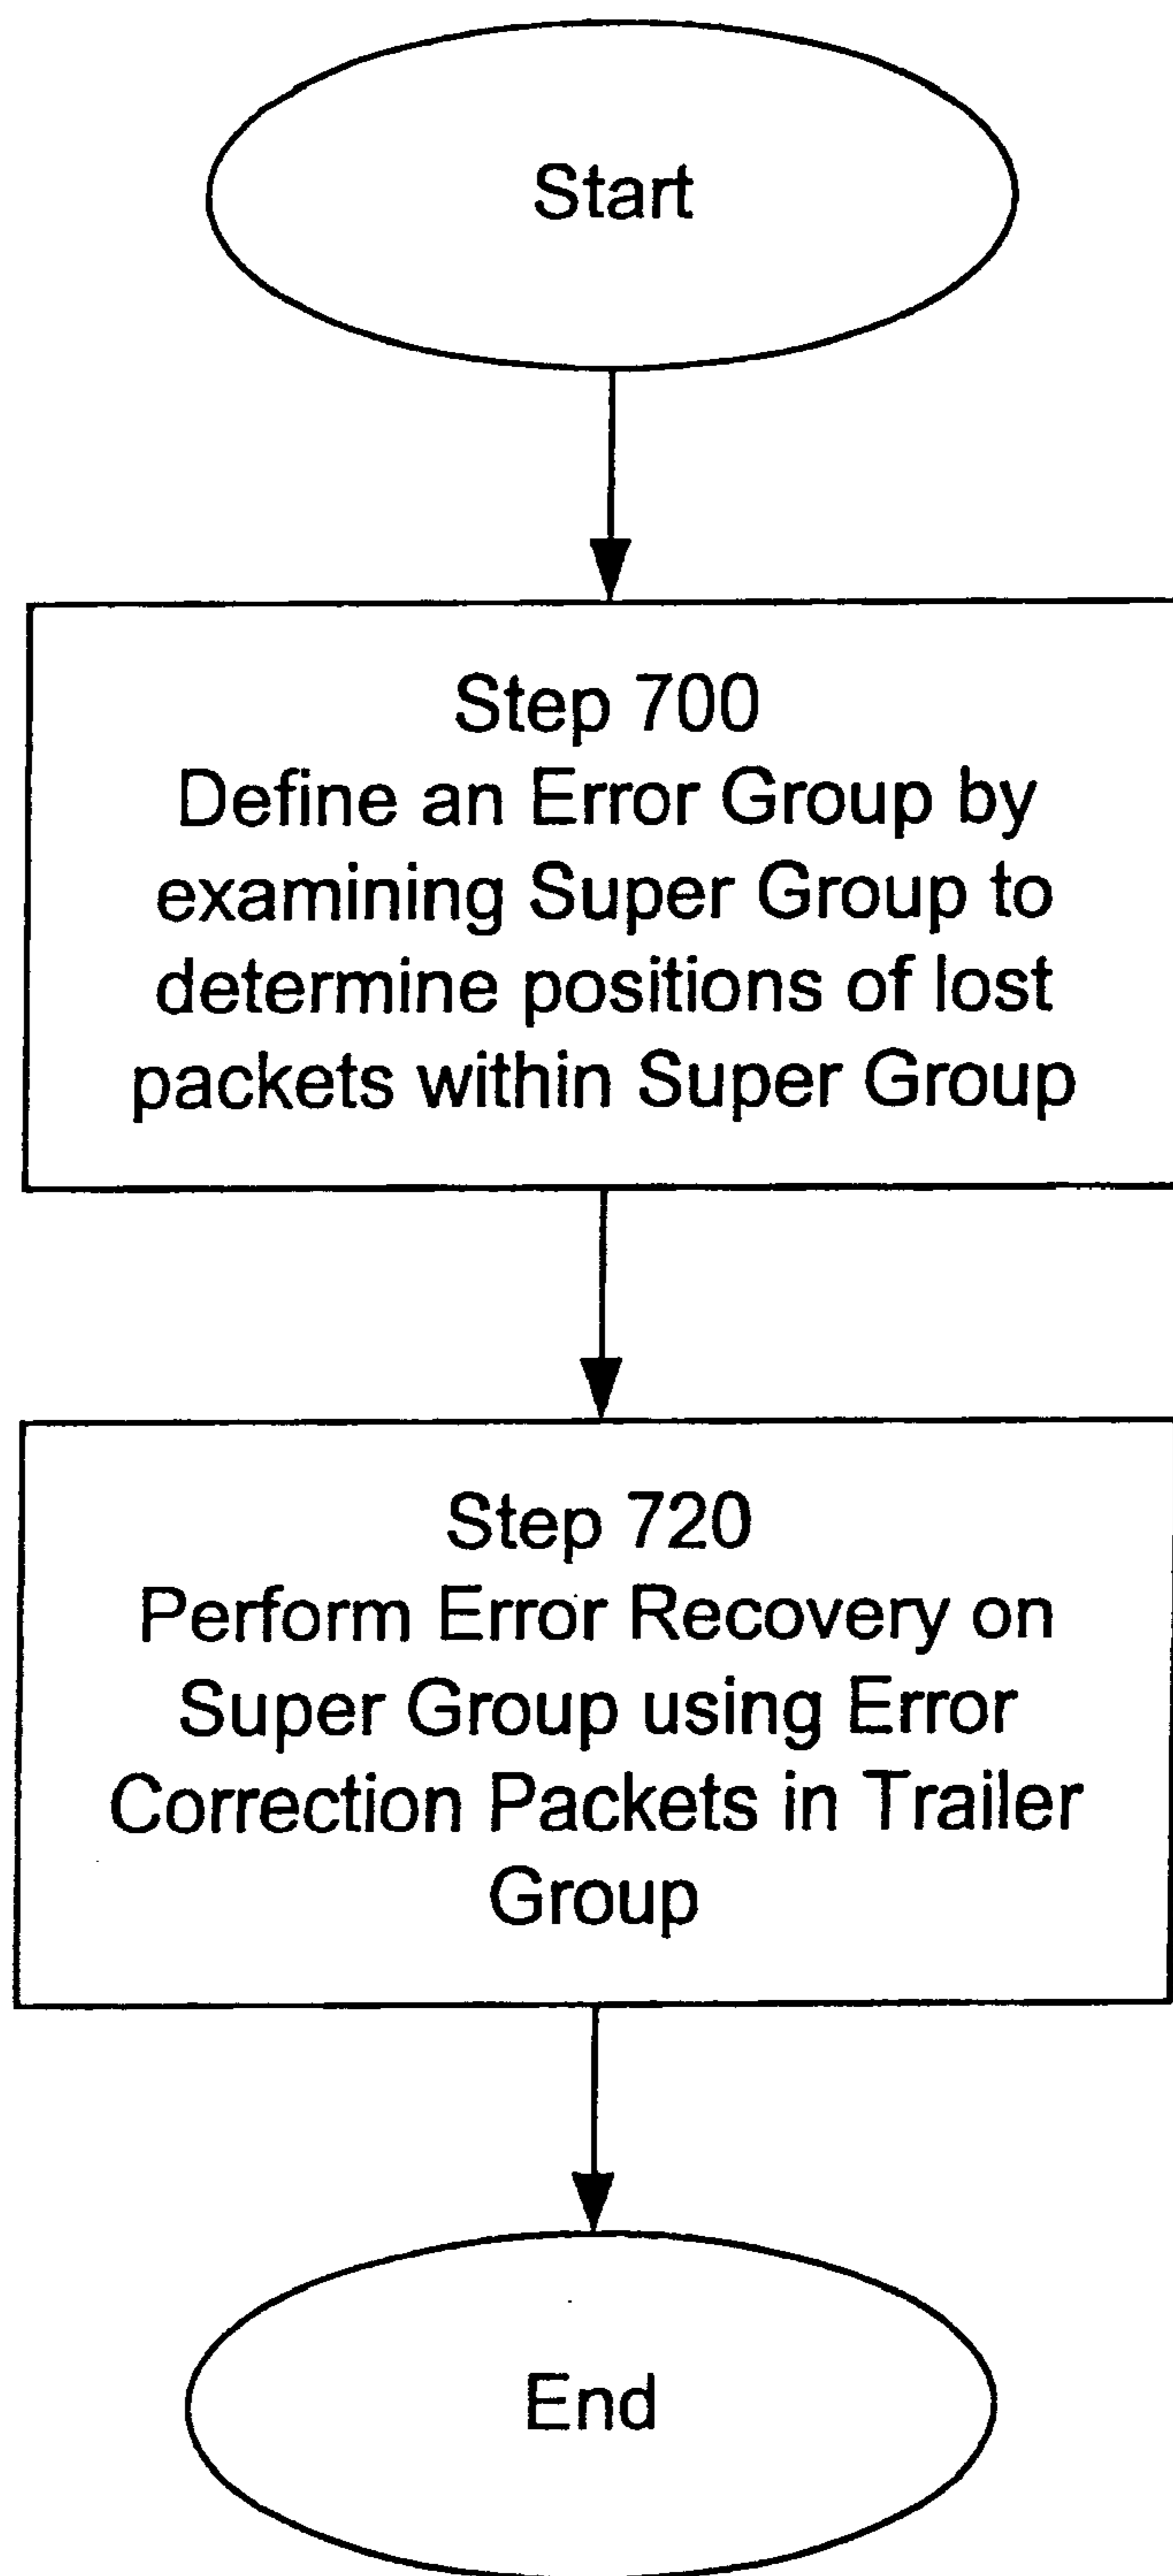 Start
Step 700
Define an Error Group by
examining Super Group to
determine positions of lost
packets within Super Group
Step 720
Perform Error Recovery on
Super Group using Error
Correction Packets in Trailer
Group
End